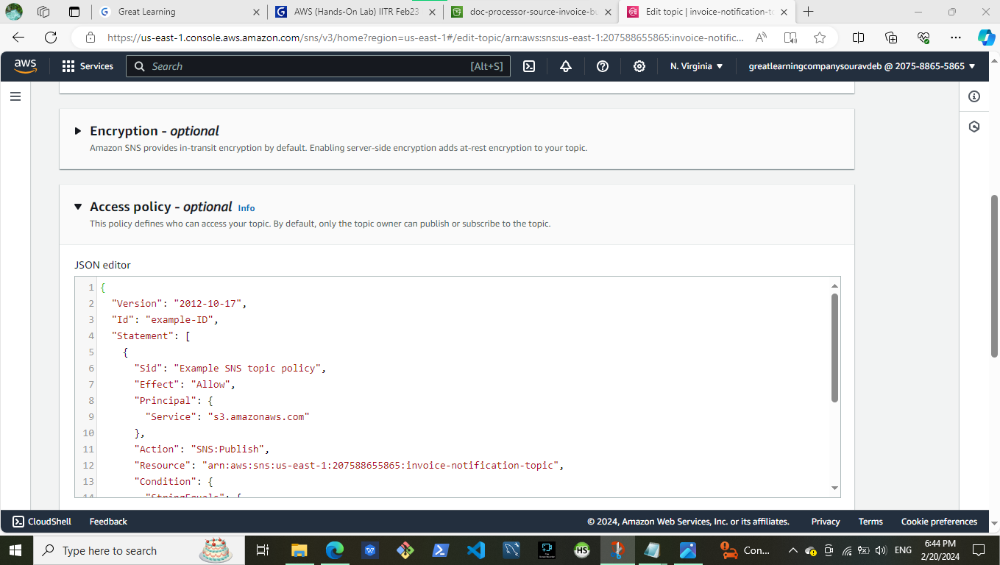 Great Learning
AWS (Hands-On Lab) IITR Feb23
doc-processor-source-invoice-bu
Edit topic | invoice-notification-to
https://us-east-1.console.aws.amazon.com/sns/v3/home?region=us-east-1#/edit-topic/arn:aws:sns:us-east-1:207588655865:invoice-notific...
aws
Services
Search
[Alt+S]
N. Virginia
greatlearningcompanysouravdeb @ 2075-8865-5865
Encryption - optional
Amazon SNS provides in-transit encryption by default. Enabling server-side encryption adds at-rest encryption to your topic.
Access policy - optional Info
This policy defines who can access your topic. By default, only the topic owner can publish or subscribe to the topic.
JSON editor
1 {
2 "Version": "2012-10-17",
3 "Id": "example-ID",
4 "Statement": [
5 {
6 "Sid": "Example SNS topic policy",
7 "Effect": "Allow",
8 "Principal": {
9 "Service": "s3.amazonaws.com"
10 },
11 "Action": "SNS:Publish",
12 "Resource": "arn:aws:sns:us-east-1:207588655865:invoice-notification-topic",
13 "Condition": {
14 "StringEquals": {
CloudShell
Feedback
© 2024, Amazon Web Services, Inc. or its affiliates.
Privacy
Terms
Cookie preferences
Type here to search
HS
Con...
ENG
6:44 PM
2/20/2024